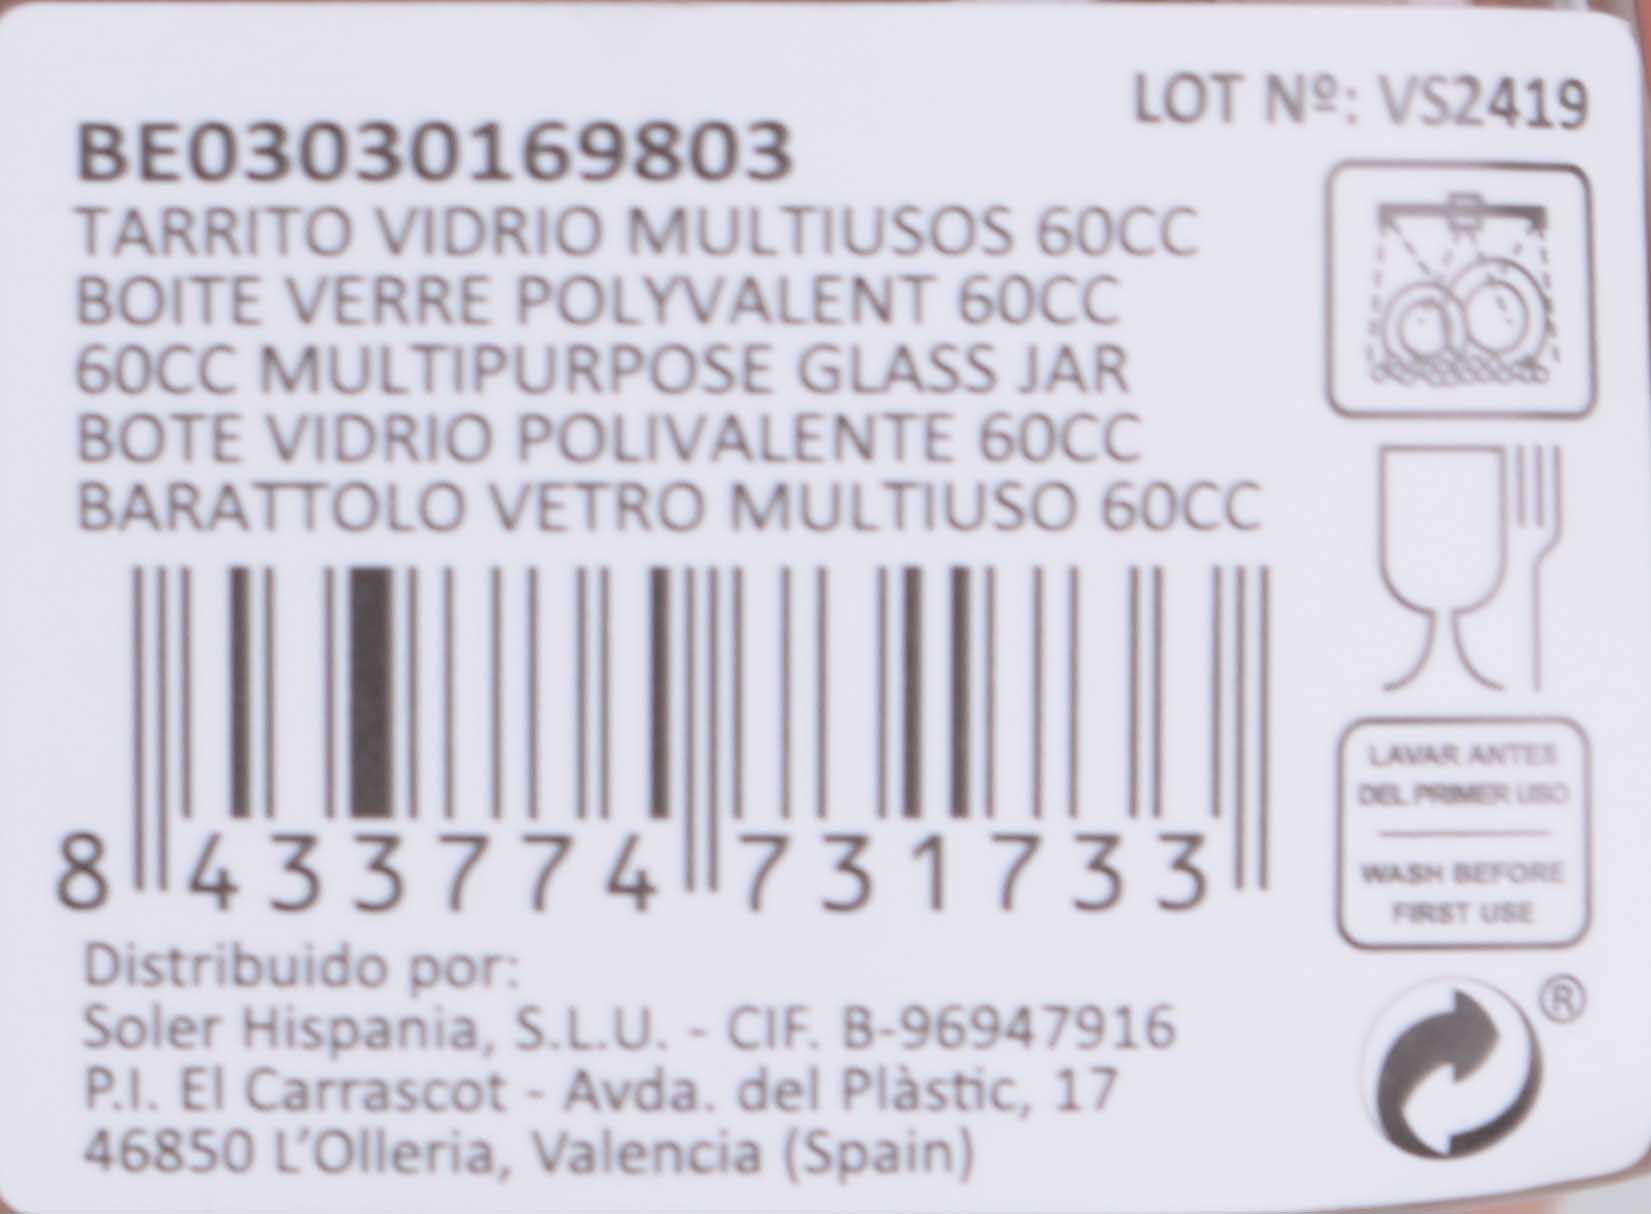 LOT Nº: VS2419
BE03030169803
TARRITO VIDRIO MULTIUSOS 60CC
BOITE VERRE POLYVALENT 60CC
60CC MULTIPURPOSE GLASS JAR
BOTE VIDRIO POLIVALENTE 60CC
BARATTOLO VETRO MULTIUSO 60CC
8 433774 731733
LAVAR ANTES
DEL PRIMER USO
WASH BEFORE
FIRST USE
Distribuido por:
Soler Hispania, S.L.U. - CIF. B-96947916
P.I. El Carrascot - Avda. del Plàstic, 17
46850 L'Olleria, Valencia (Spain)
®